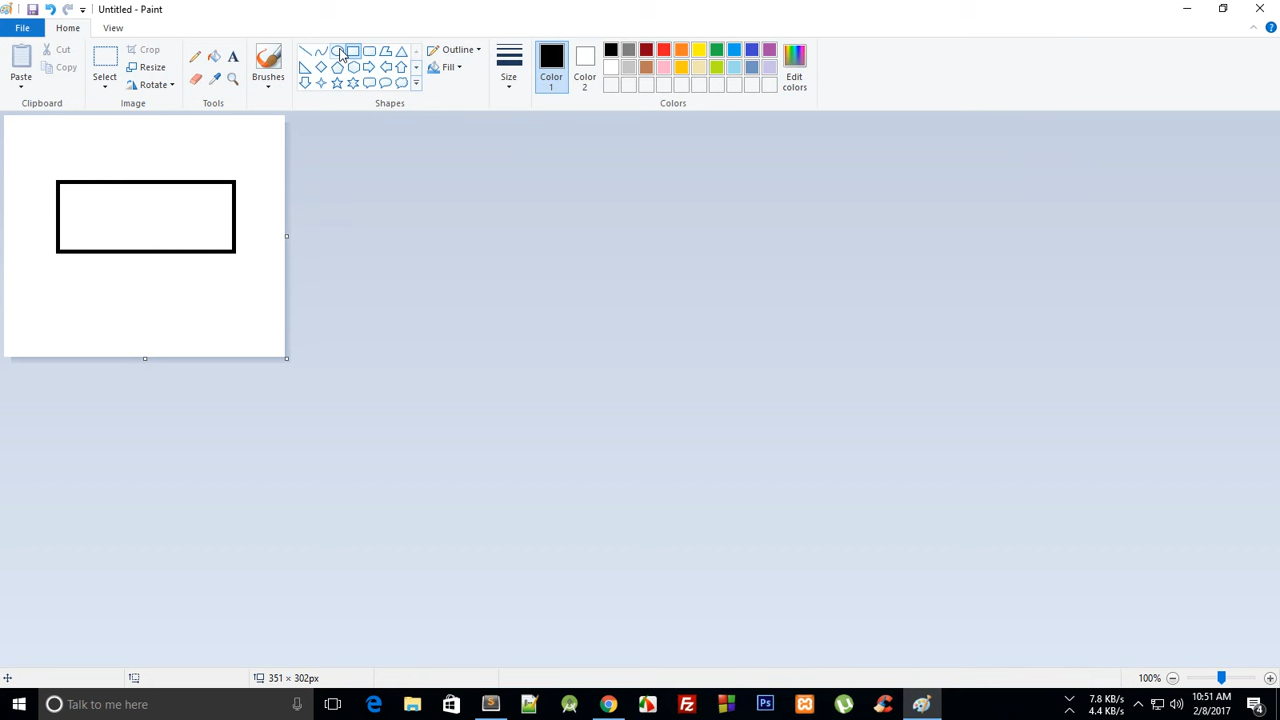 Untitled - Paint
File Home View
Paste
Cut
Copy
Clipboard
Select
Crop
Resize
Rotate
Image
A
Tools
Brushes
Shapes
Outline
Fill
Size
Color 1
Color 2
Edit colors
Colors
351 × 302px
100%
Talk to me
7.8 KB/s
4.4 KB/s
10:51 AM
2/8/2017
4